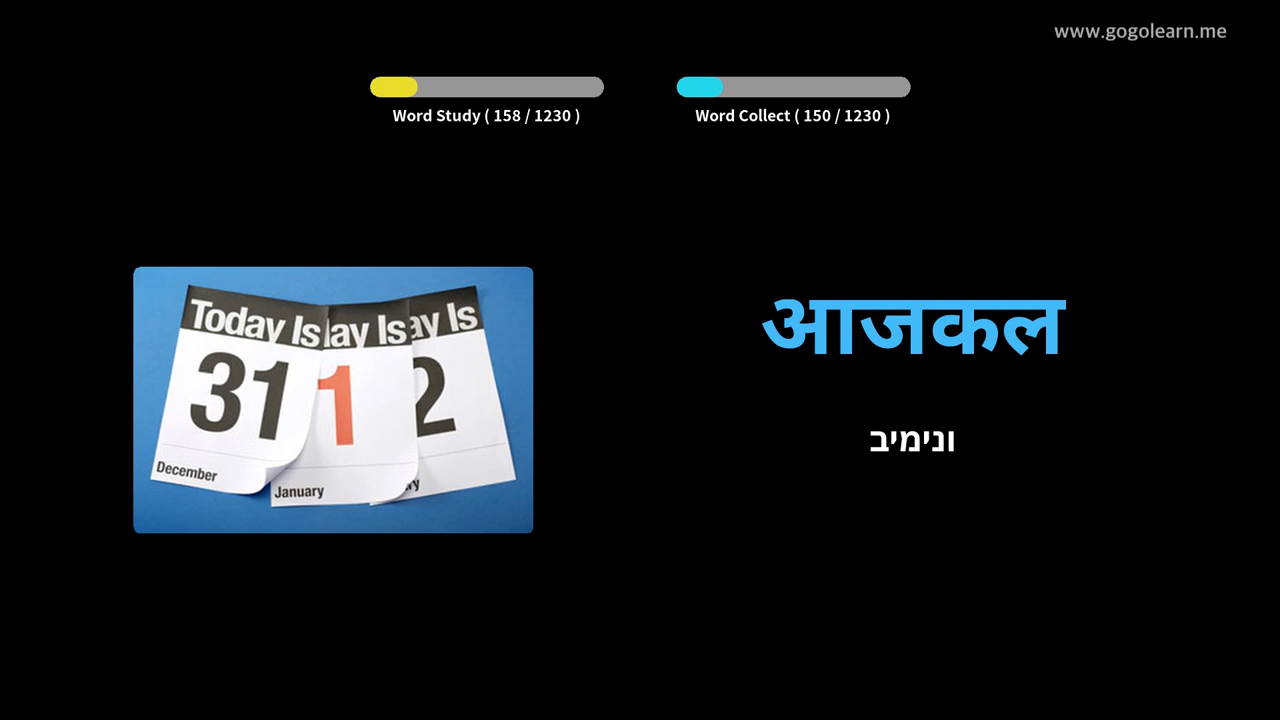 www.gogolearn.me
Word Study ( 158 / 1230 )
Word Collect ( 150 / 1230 )
Today Is
31
December
ay Is
1
January
ay Is
2
ry
आजकल
ונימיב